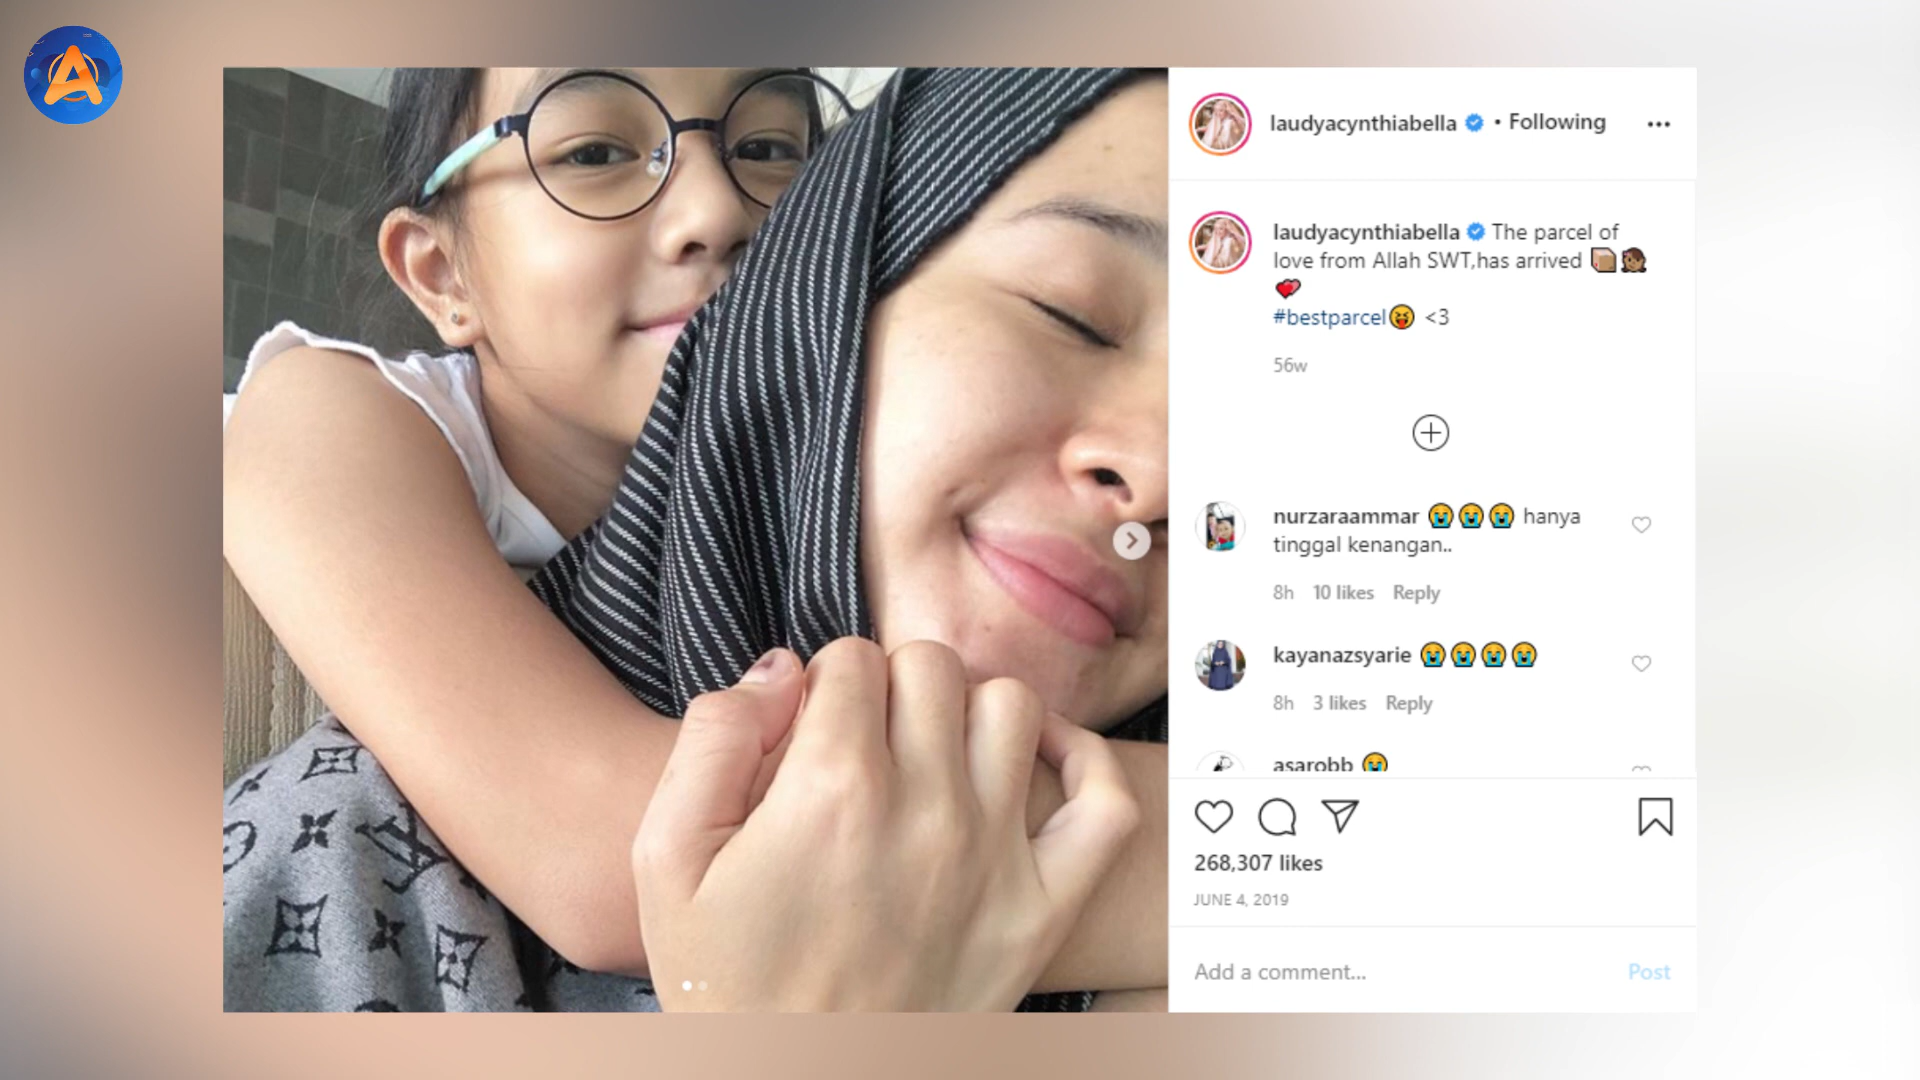 laudyacynthiabella • Following
laudyacynthiabella The parcel of
love from Allah SWT,has arrived 📦👧🏽
💕
#bestparcel😝 <3
56w
nurzaraammar 😭😭😭 hanya
tinggal kenangan..
8h 10 likes Reply
kayanazsyarie 😭😭😭😭
8h 3 likes Reply
asarobb 😭
268,307 likes
JUNE 4, 2019
Add a comment... Post